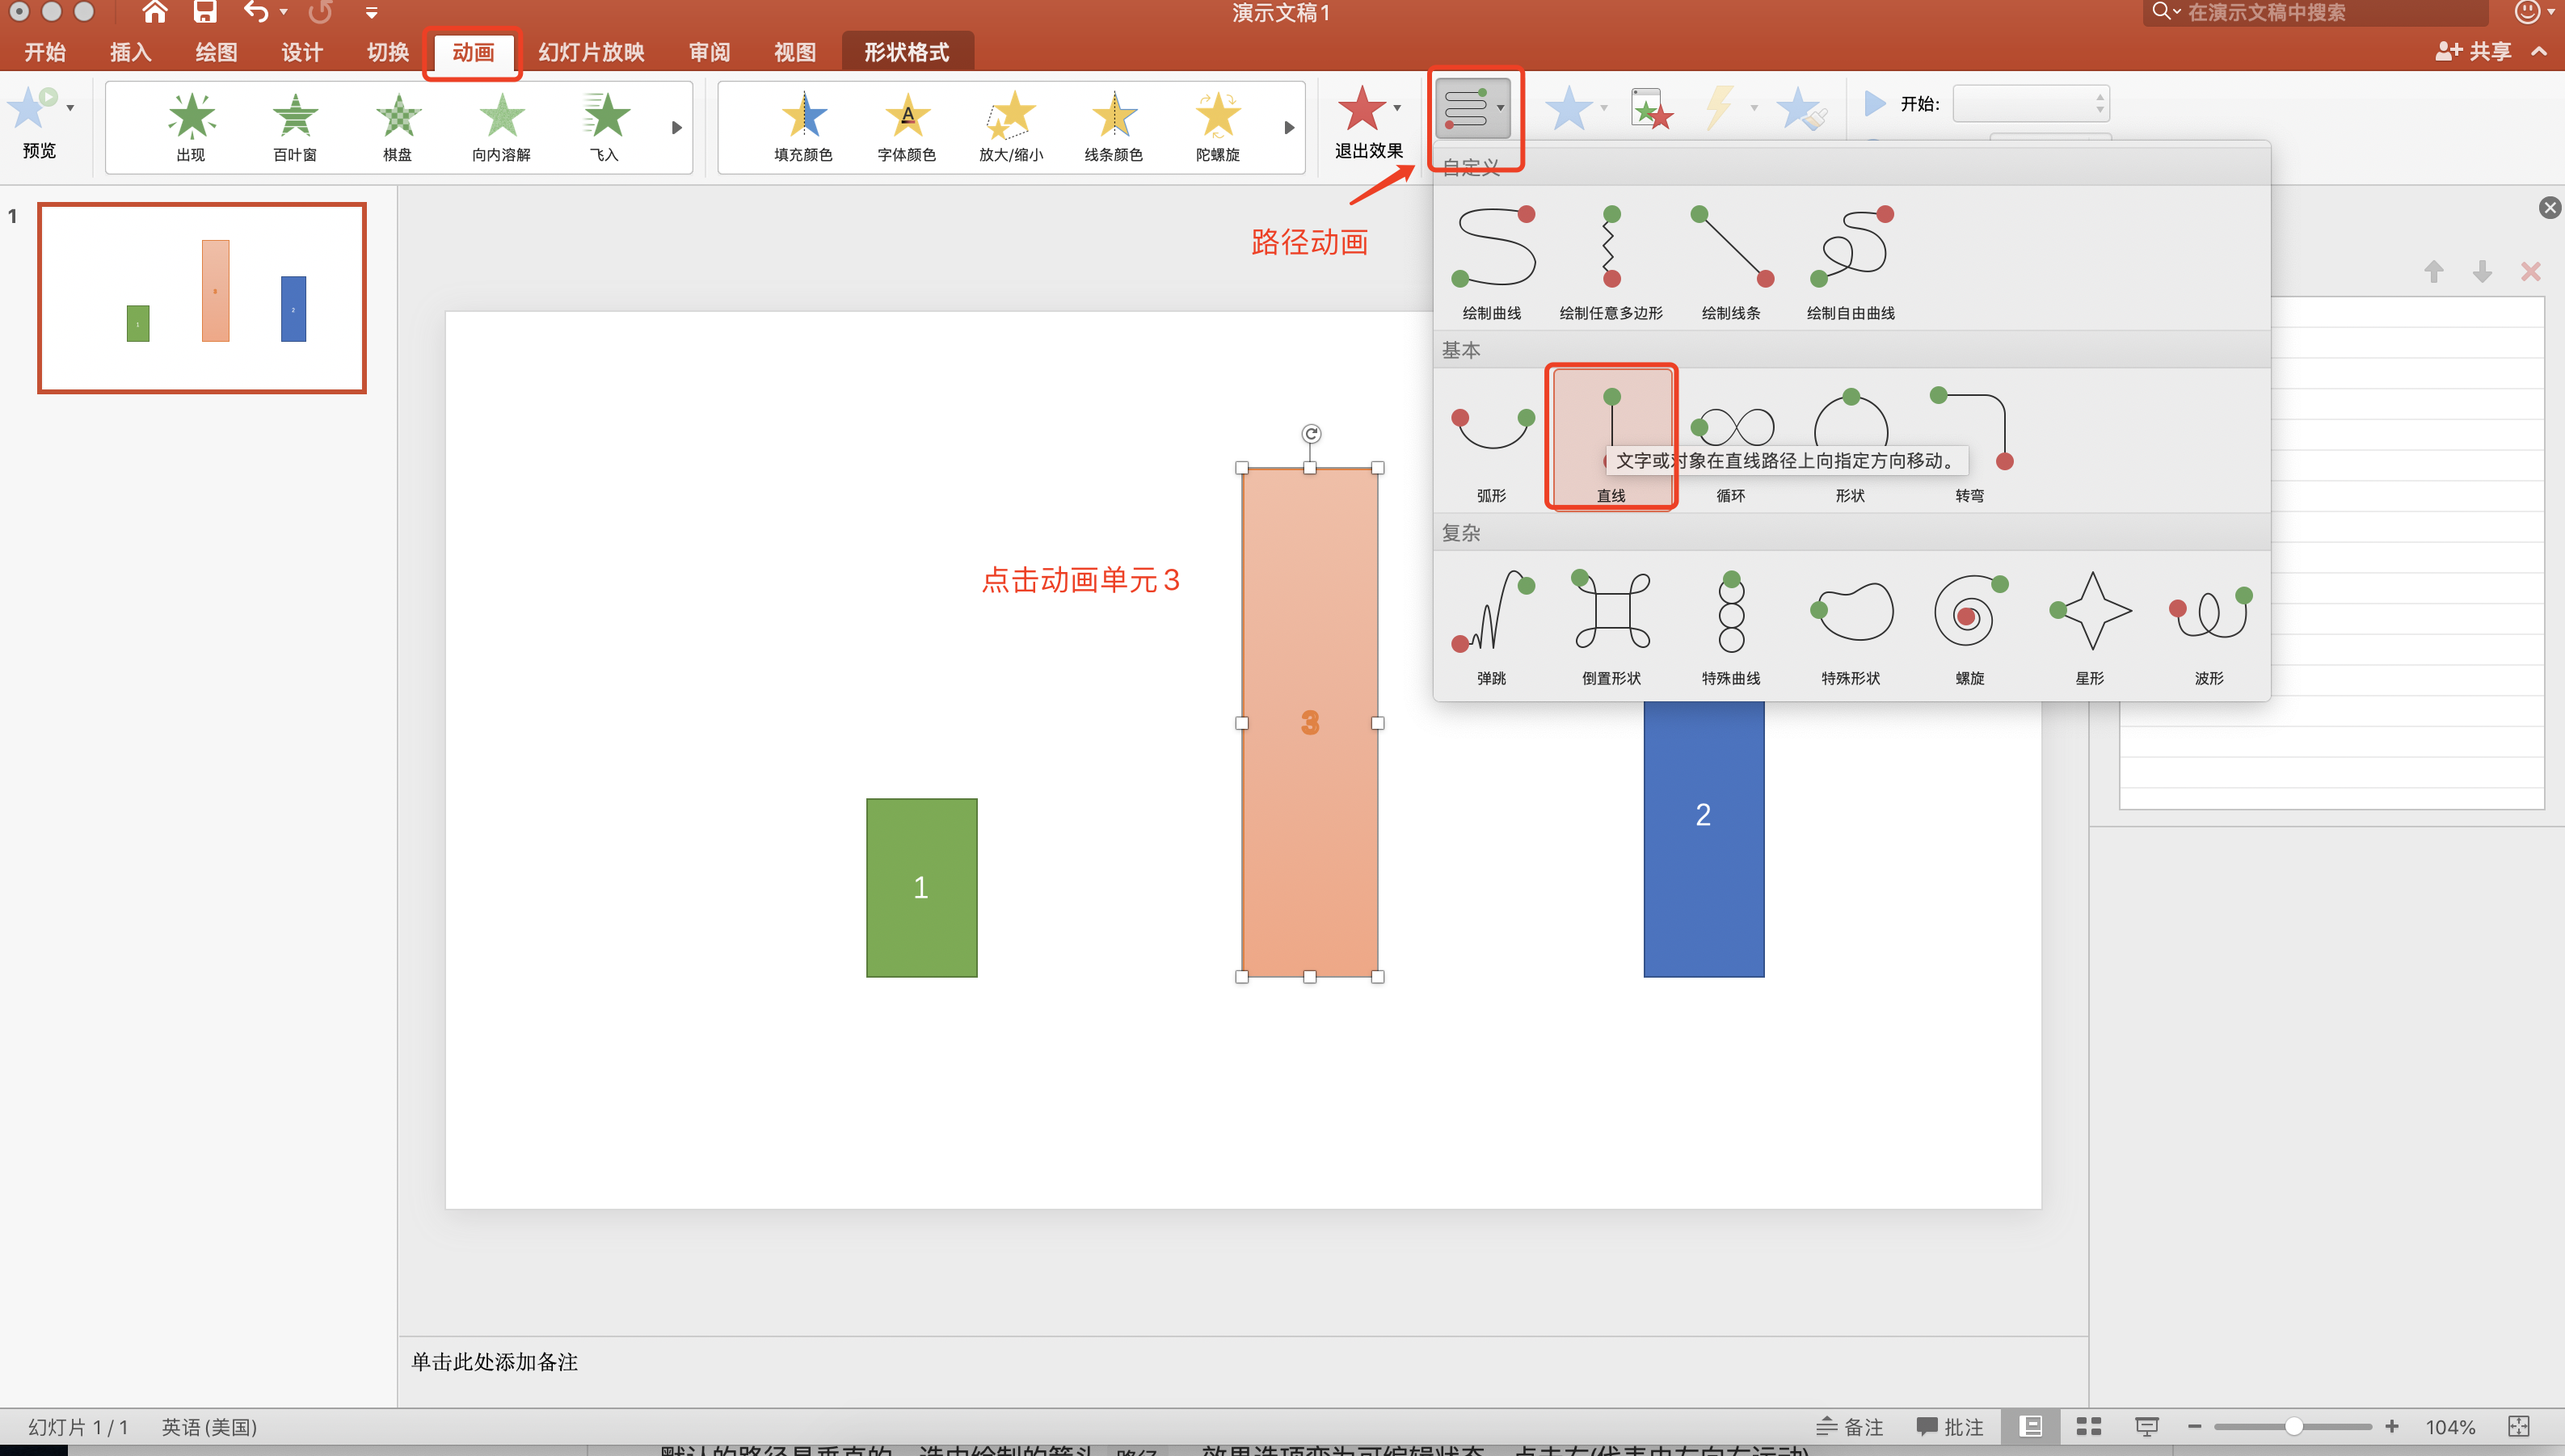 演示文稿1
在演示文稿中搜索
开始 插入 绘图 设计 切换 动画 幻灯片放映 审阅 视图 形状格式 共享
预览
出现 百叶窗 棋盘 向内溶解 飞入
填充颜色 字体颜色 放大/缩小 线条颜色 陀螺旋
退出效果
开始:
路径动画
自定义
绘制曲线 绘制任意多边形 绘制线条 绘制自由曲线
基本
文字或对象在直线路径上向指定方向移动。
弧形 直线 循环 形状 转弯
复杂
弹跳 倒置形状 特殊曲线 特殊形状 螺旋 星形 波形
1
1
3
2
点击动画单元3
3
2
1
单击此处添加备注
幻灯片 1 / 1 英语(美国)
备注 批注 104%